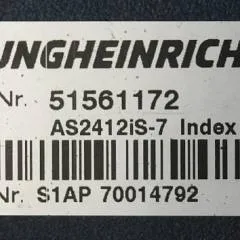 UNGHEINRICH
Nr. 51561172
AS2412iS-7 Index
Nr. S1AP 70014792